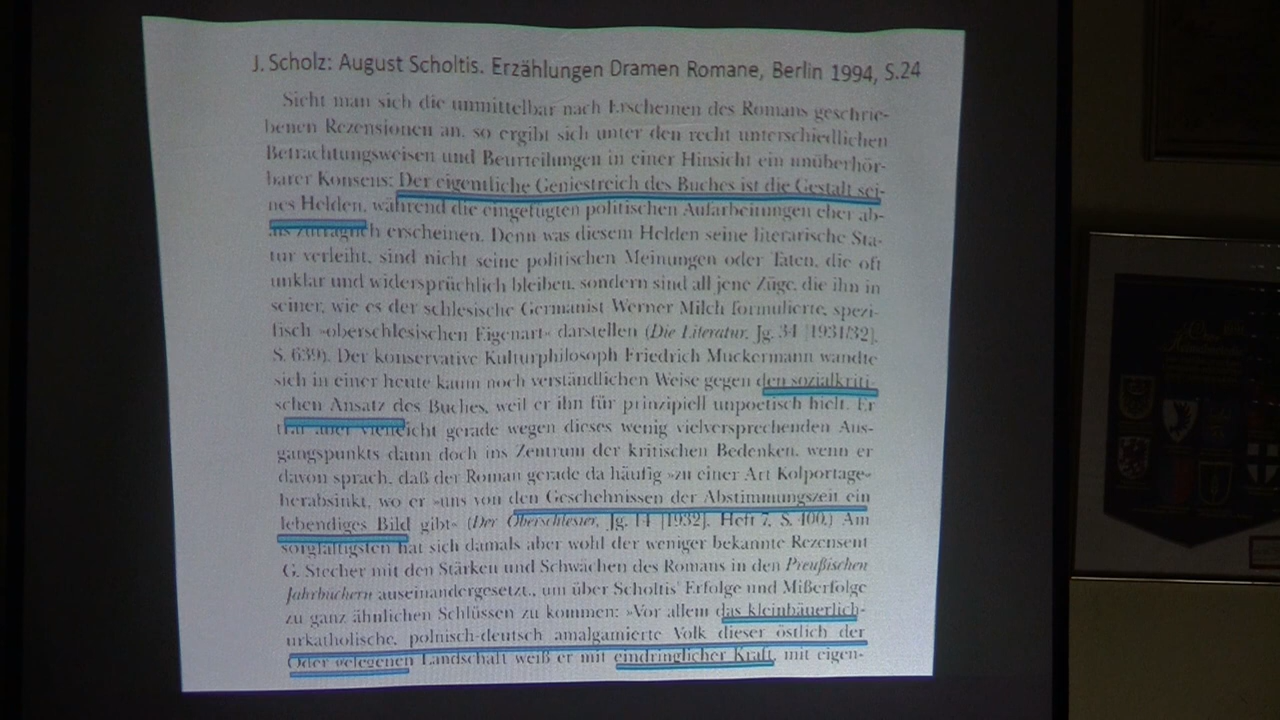 J. Scholz: August Scholtis. Erzählungen Dramen Romane, Berlin 1994, S.24
Sieht man sich die unmittelbar nach Erscheinen des Romans geschrie-
benen Rezensionen an, so ergibt sich unter den recht unterschiedlichen
Betrachtungsweisen und Beurteilungen in einer Hinsicht ein unüberhör-
barer Konsens: Der eigentliche Geniestreich des Buches ist die Gestalt sei-
nes Helden, während die eingefügten politischen Aufarbeitungen eher ab-
als zuträglich erscheinen. Denn was diesem Helden seine literarische Sta-
tur verleiht, sind nicht seine politischen Meinungen oder Taten, die oft
unklar und widersprüchlich bleiben, sondern sind all jene Züge, die ihn in
seiner, wie es der schlesische Germanist Werner Milch formulierte, spezi-
fisch »oberschlesischen Eigenart« darstellen (Die Literatur, Jg. 34 [1931/32],
S. 639). Der konservative Kulturphilosoph Friedrich Muckermann wandte
sich in einer heute kaum noch verständlichen Weise gegen den sozialkriti-
schen Ansatz des Buches, weil er ihn für prinzipiell unpoetisch hielt. Er
traf aber vielleicht gerade wegen dieses wenig vielversprechenden Aus-
gangspunkts dann doch ins Zentrum der kritischen Bedenken, wenn er
davon sprach, daß der Roman gerade da häufig »zu einer Art Kolportage«
herabsinkt, wo er »uns von den Geschehnissen der Abstimmungszeit ein
lebendiges Bild gibt« (Der Oberschlesier, Jg. 14 [1932], Heft 7, S. 400.) Am
sorgfältigsten hat sich damals aber wohl der weniger bekannte Rezensent
G. Stecher mit den Stärken und Schwächen des Romans in den Preußischen
Jahrbüchern auseinandergesetzt., um über Scholtis' Erfolge und Mißerfolge
zu ganz ähnlichen Schlüssen zu kommen: »Vor allem das kleinbäuerlich-
urkatholische, polnisch-deutsch amalgamierte Volk dieser östlich der
Oder gelegenen Landschaft weiß er mit eindringlicher Kraft, mit eigen-